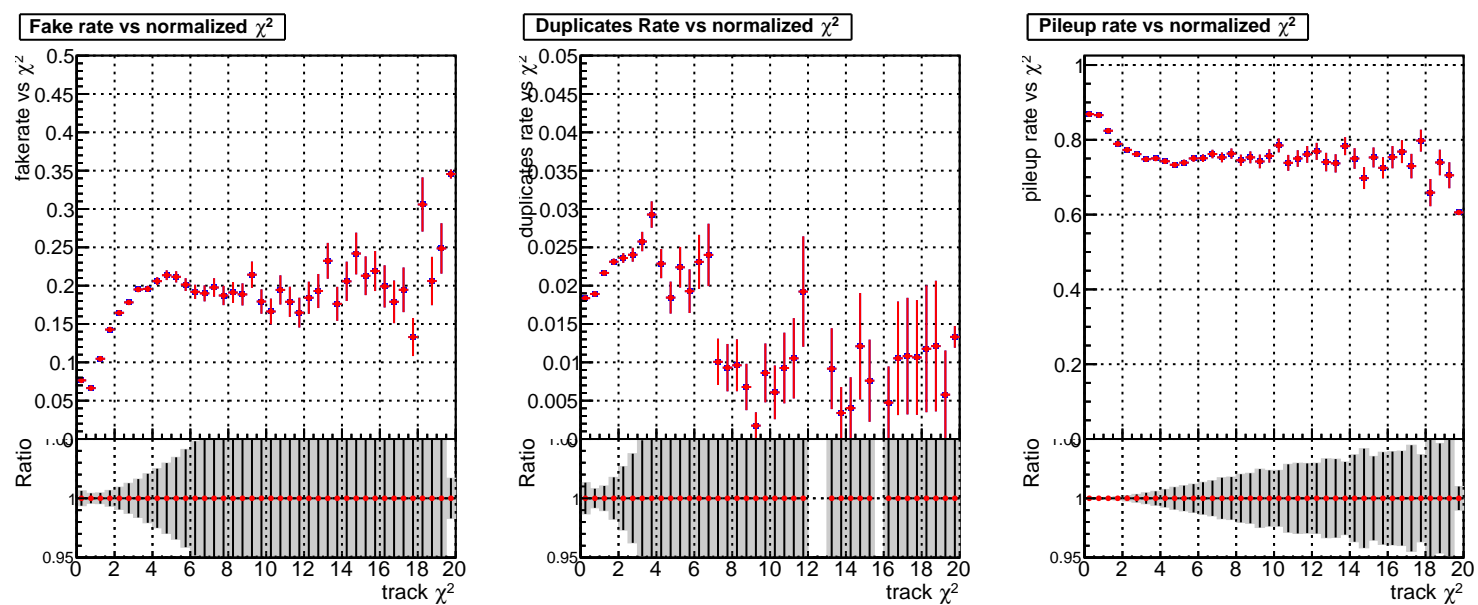 Fake rate vs normalized χ²
fakerate vs χ²
0.5
0.45
0.4
0.35
0.3
0.25
0.2
0.15
0.1
0.05
0
Ratio
1
0.95
0 2 4 6 8 10 12 14 16 18 20
track χ²
Duplicates Rate vs normalized χ²
duplicates rate vs χ²
0.05
0.045
0.04
0.035
0.03
0.025
0.02
0.015
0.01
0.005
0
Ratio
1
0.95
0 2 4 6 8 10 12 14 16 18 20
track χ²
Pileup rate vs normalized χ²
pileup rate vs χ²
1
0.8
0.6
0.4
0.2
0
Ratio
1
0.95
0 2 4 6 8 10 12 14 16 18 20
track χ²